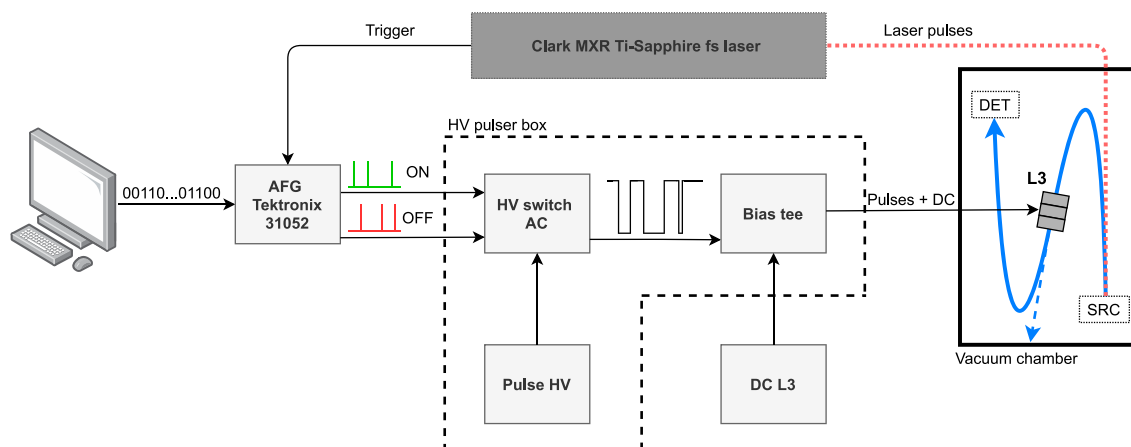 Trigger
Clark MXR Ti-Sapphire fs laser
Laser pulses
HV pulser box
DET
00110...01100
AFG
Tektronix
31052
ON
OFF
HV switch
AC
Bias tee
Pulses + DC
L3
SRC
Vacuum chamber
Pulse HV
DC L3